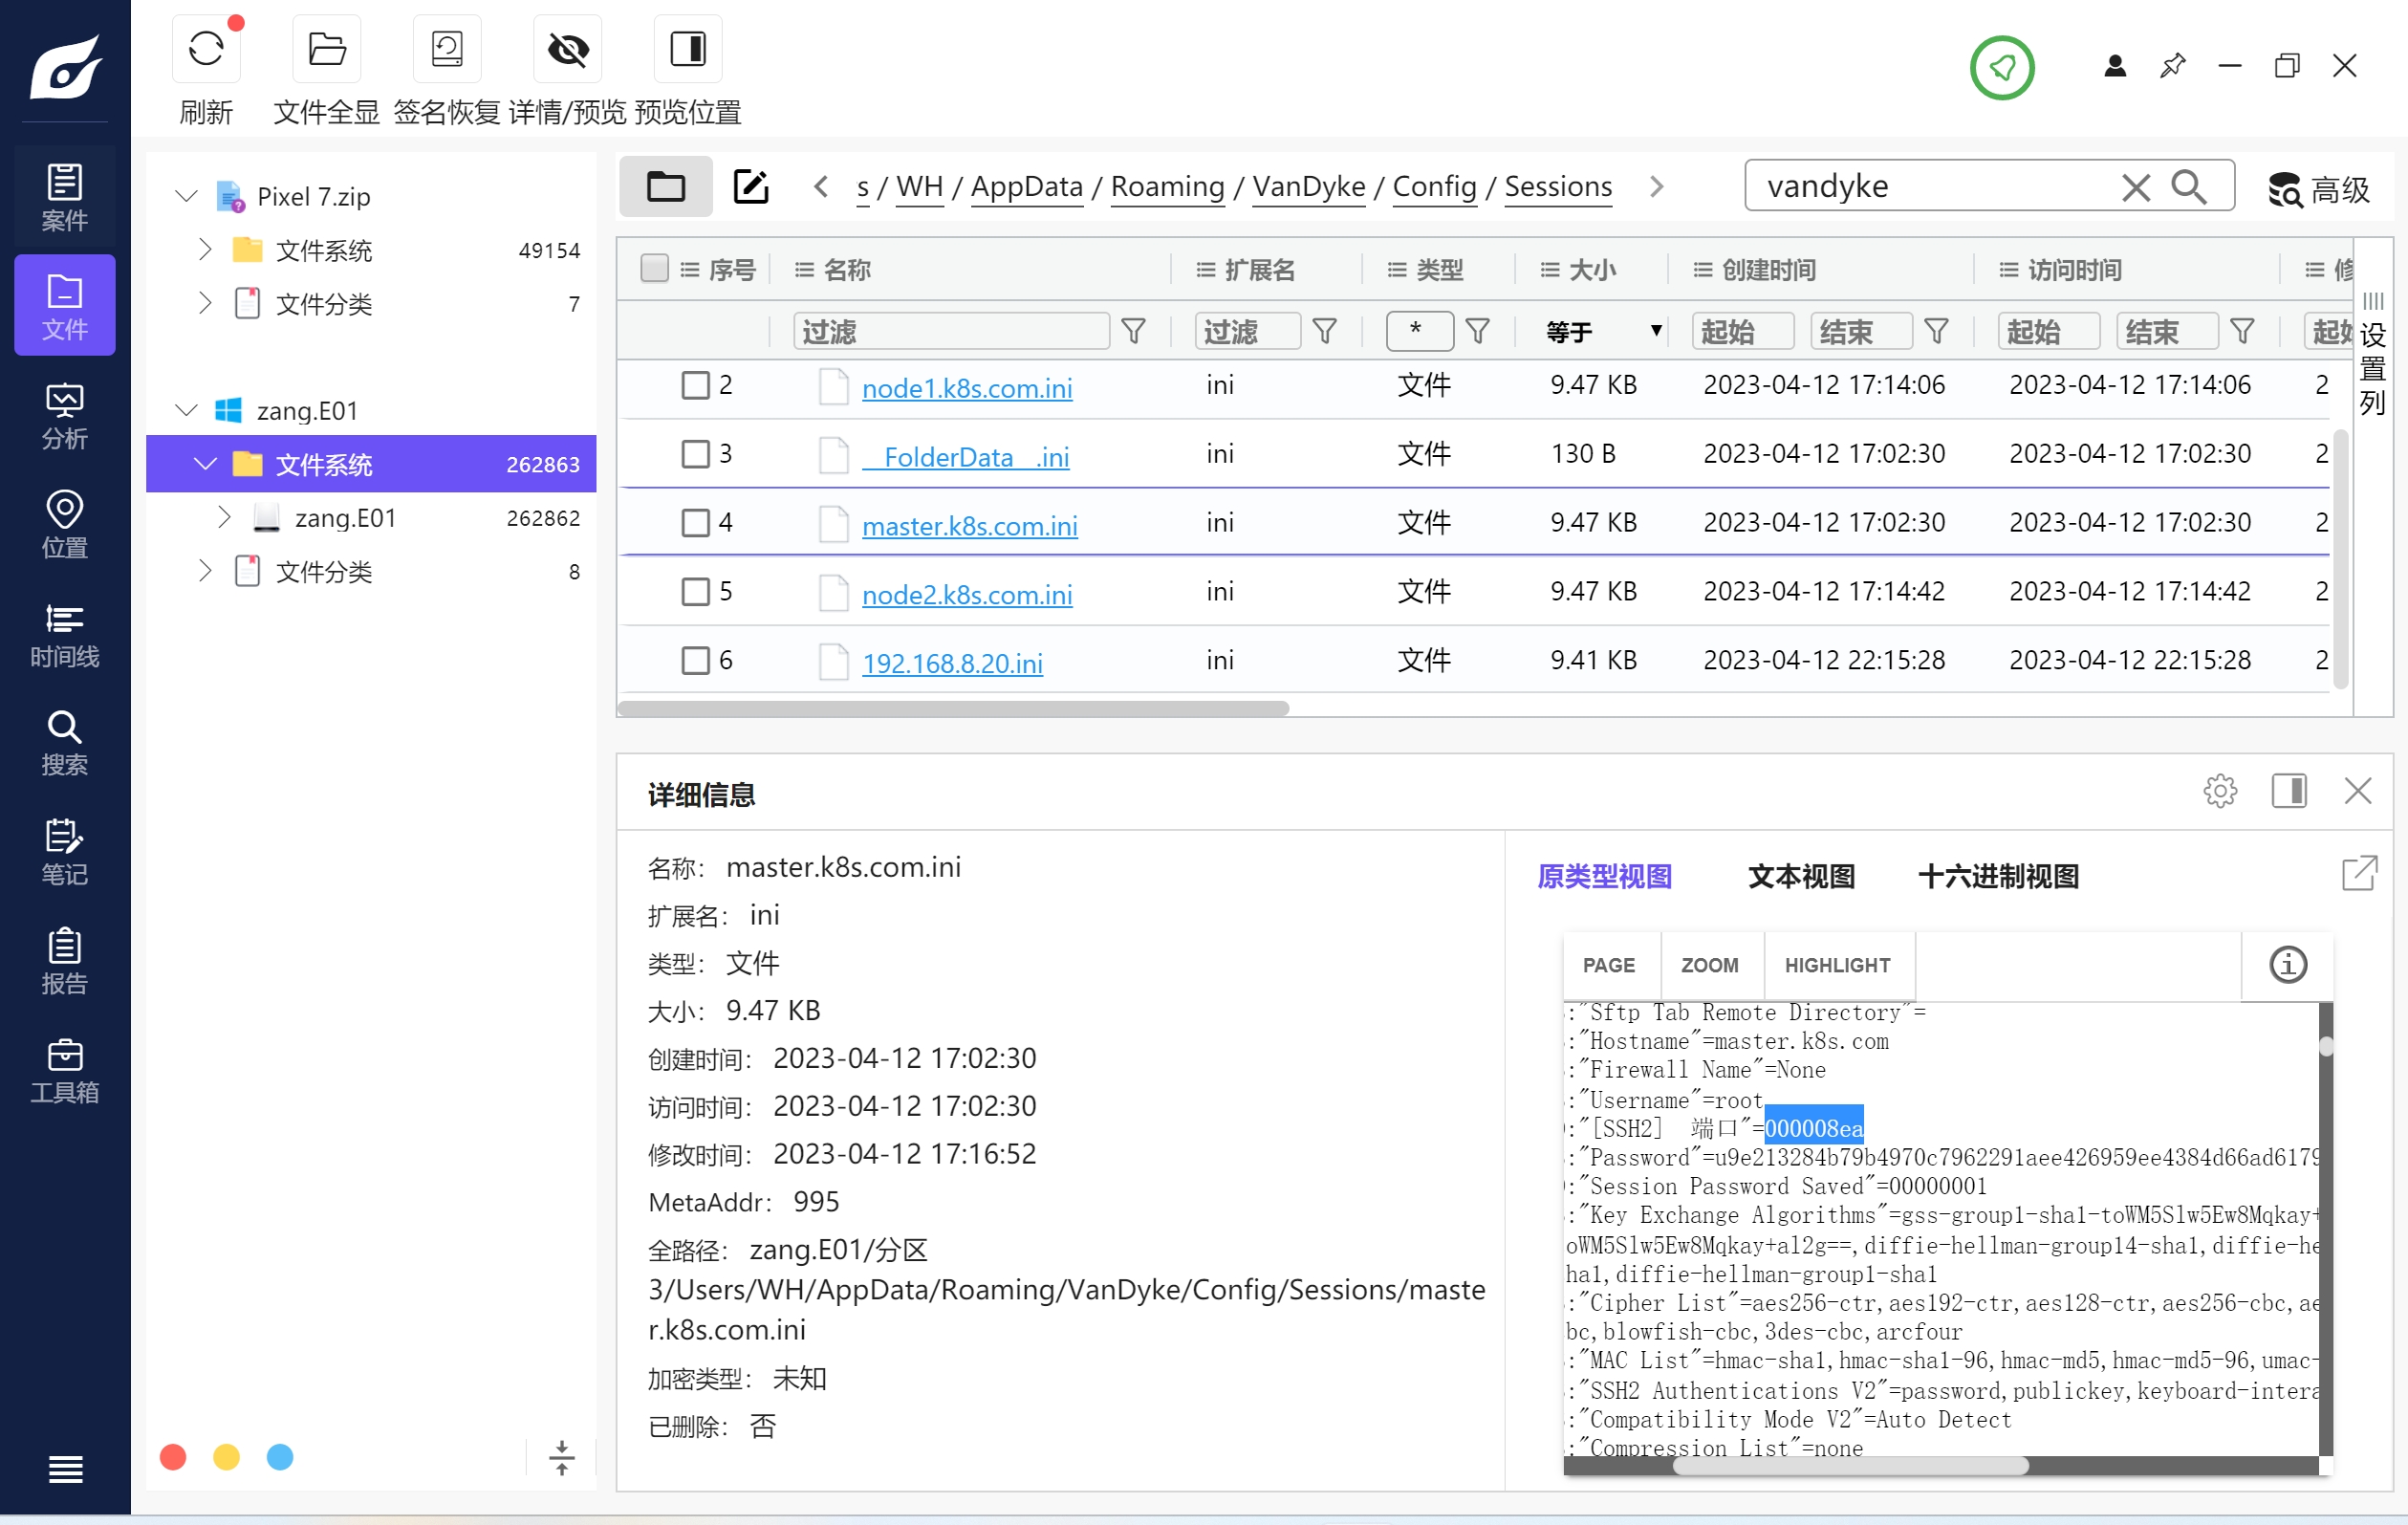 刷新 文件全显 签名恢复 详情/预览 预览位置
案件
文件
分析
位置
时间线
搜索
笔记
报告
工具箱
Pixel 7.zip
文件系统 49154
文件分类 7
zang.E01
文件系统 262863
zang.E01 262862
文件分类 8
s / WH / AppData / Roaming / VanDyke / Config / Sessions
vandyke
高级
序号 名称 扩展名 类型 大小 创建时间 访问时间 修
过滤 过滤 * 等于 起始 结束 起始 结束 起始
设置列
2 node1.k8s.com.ini ini 文件 9.47 KB 2023-04-12 17:14:06 2023-04-12 17:14:06 2
3 __FolderData__.ini ini 文件 130 B 2023-04-12 17:02:30 2023-04-12 17:02:30 2
4 master.k8s.com.ini ini 文件 9.47 KB 2023-04-12 17:02:30 2023-04-12 17:02:30 2
5 node2.k8s.com.ini ini 文件 9.47 KB 2023-04-12 17:14:42 2023-04-12 17:14:42 2
6 192.168.8.20.ini ini 文件 9.41 KB 2023-04-12 22:15:28 2023-04-12 22:15:28 2
详细信息
名称： master.k8s.com.ini
扩展名： ini
类型： 文件
大小： 9.47 KB
创建时间： 2023-04-12 17:02:30
访问时间： 2023-04-12 17:02:30
修改时间： 2023-04-12 17:16:52
MetaAddr： 995
全路径： zang.E01/分区
3/Users/WH/AppData/Roaming/VanDyke/Config/Sessions/maste
r.k8s.com.ini
加密类型： 未知
已删除： 否
原类型视图 文本视图 十六进制视图
PAGE ZOOM HIGHLIGHT
:"Sftp Tab Remote Directory"=
:"Hostname"=master.k8s.com
:"Firewall Name"=None
:"Username"=root
:"[SSH2] 端口"=000008ea
:"Password"=u9e213284b79b4970c7962291aee426959ee4384d66ad6179
:"Session Password Saved"=00000001
:"Key Exchange Algorithms"=gss-group1-sha1-toWM5Slw5Ew8Mqkay+
oWM5Slw5Ew8Mqkay+al2g==,diffie-hellman-group14-sha1,diffie-he
ha1,diffie-hellman-group1-sha1
:"Cipher List"=aes256-ctr,aes192-ctr,aes128-ctr,aes256-cbc,ae
bc,blowfish-cbc,3des-cbc,arcfour
:"MAC List"=hmac-sha1,hmac-sha1-96,hmac-md5,hmac-md5-96,umac-
:"SSH2 Authentications V2"=password,publickey,keyboard-intera
:"Compatibility Mode V2"=Auto Detect
:"Compression List"=none